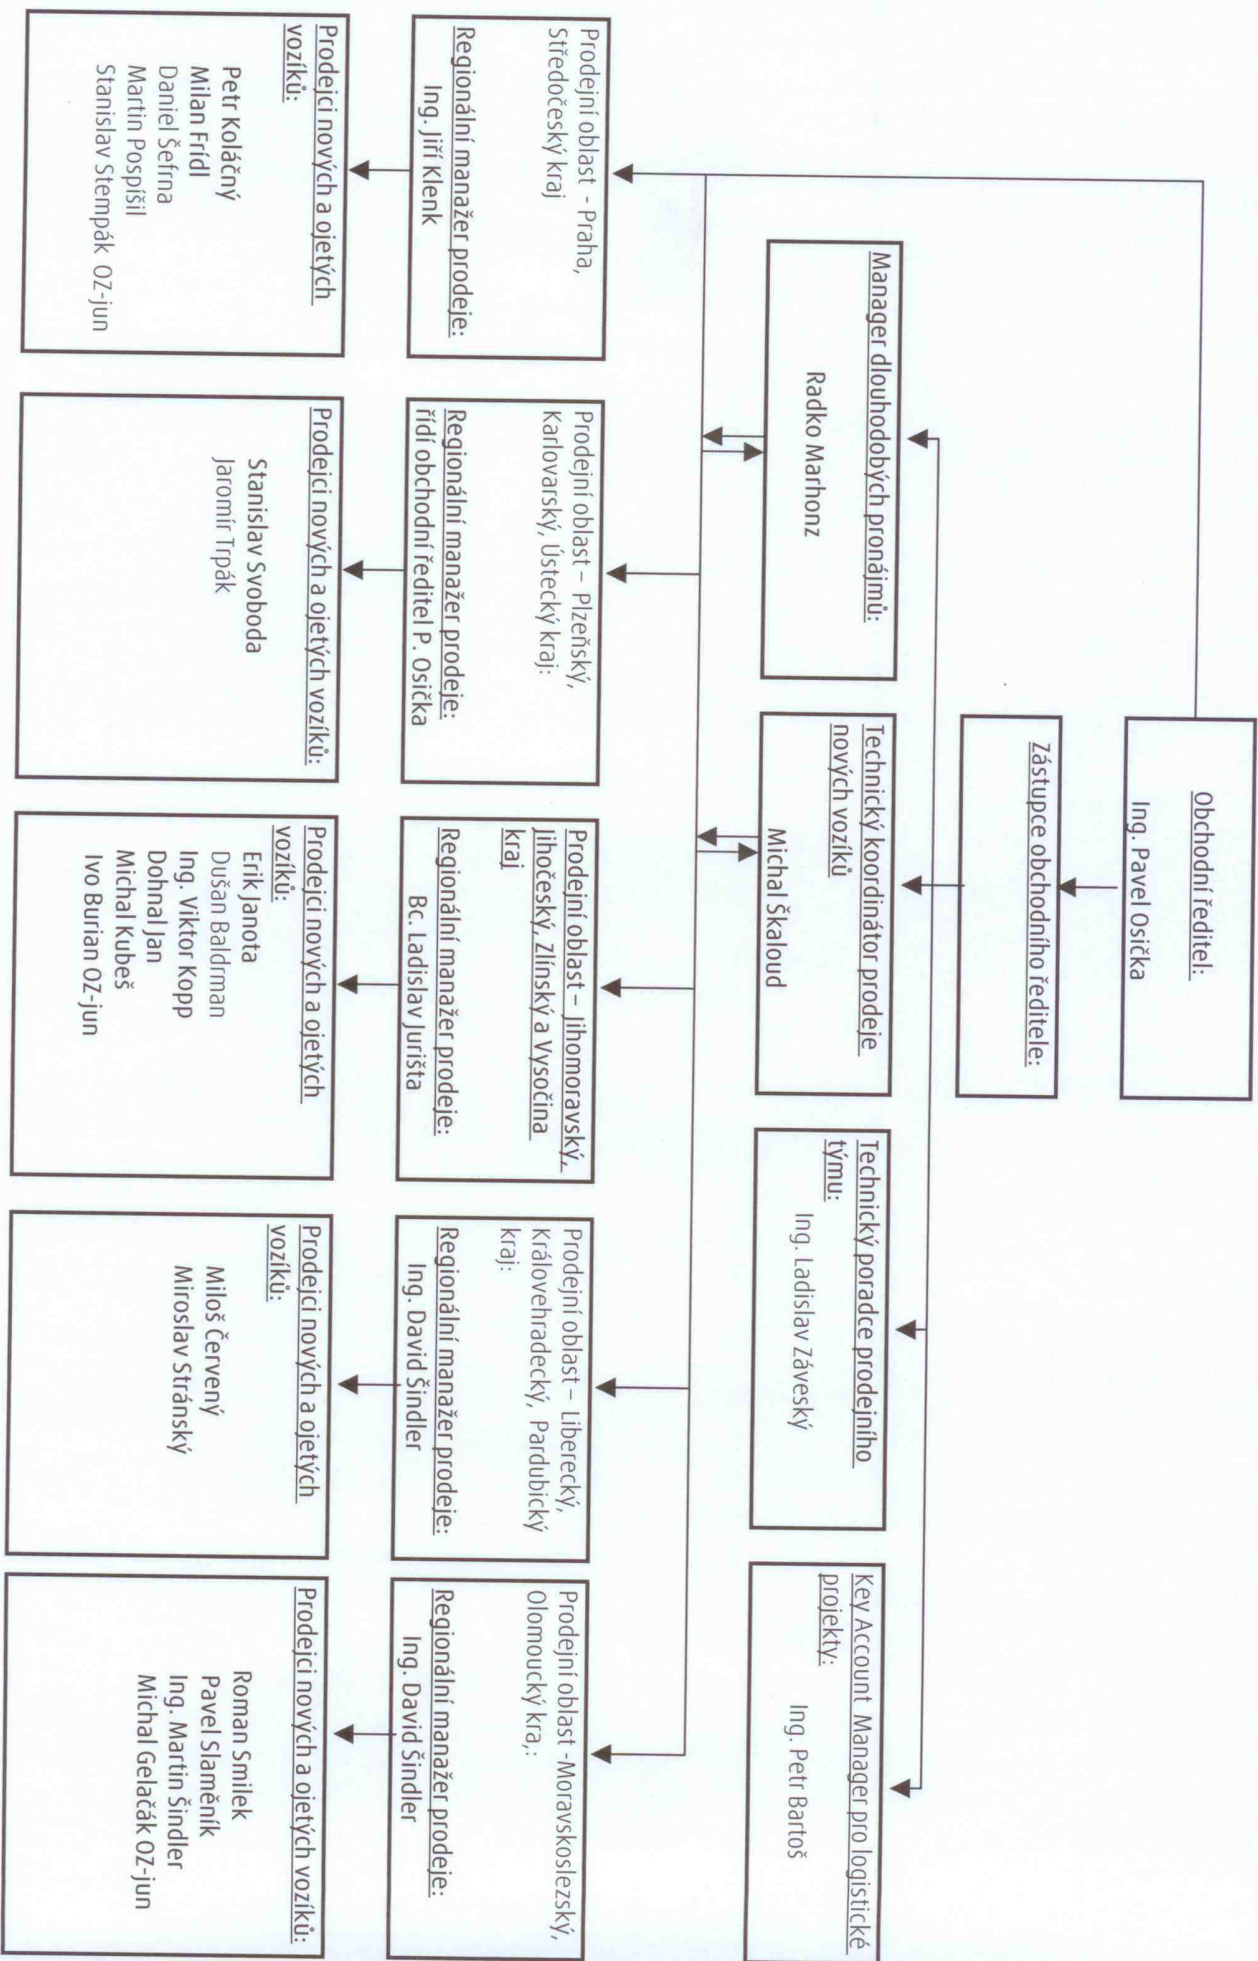 Obchodní ředitel:
Ing. Pavel Osička
Zástupce obchodního ředitele:
Manager dlouhodobých pronájmů:
Radko Marhonz
Technický koordinátor prodeje
nových vozíků
Michal Škaloud
Technický poradce prodejního
týmu:
Ing. Ladislav Záveský
Key Account Manager pro logistické
projekty:
Ing. Petr Bartoš
Prodejní oblast - Praha,
Středočeský kraj
Regionální manažer prodeje:
Ing. Jiří Klenk
Prodejní oblast – Plzeňský,
Karlovarský, Ústecký kraj:
Regionální manažer prodeje:
řídí obchodní ředitel P. Osička
Prodejní oblast – Jihomoravský,
Jihočeský, Zlínský a Vysočina
kraj
Regionální manažer prodeje:
Bc. Ladislav Jurišta
Prodejní oblast – Liberecký,
Královehradecký, Pardubický
kraj:
Regionální manažer prodeje:
Ing. David Šindler
Prodejní oblast -Moravskoslezský,
Olomoucký kra,:
Regionální manažer prodeje:
Ing. David Šindler
Prodejci nových a ojetých
vozíků:
Petr Koláčný
Milan Frídl
Daniel Šefrna
Martin Pospíšil
Stanislav Stempák OZ-jun
Prodejci nových a ojetých vozíků:
Stanislav Svoboda
Jaromír Trpák
Prodejci nových a ojetých
vozíků:
Erik Janota
Dušan Baldrman
Ing. Viktor Kopp
Dohnal Jan
Michal Kubeš
Ivo Burian OZ-jun
Prodejci nových a ojetých
vozíků:
Miloš Červený
Miroslav Stránský
Prodejci nových a ojetých vozíků:
Roman Smilek
Pavel Slaměník
Ing. Martin Šindler
Michal Gelačák OZ-jun